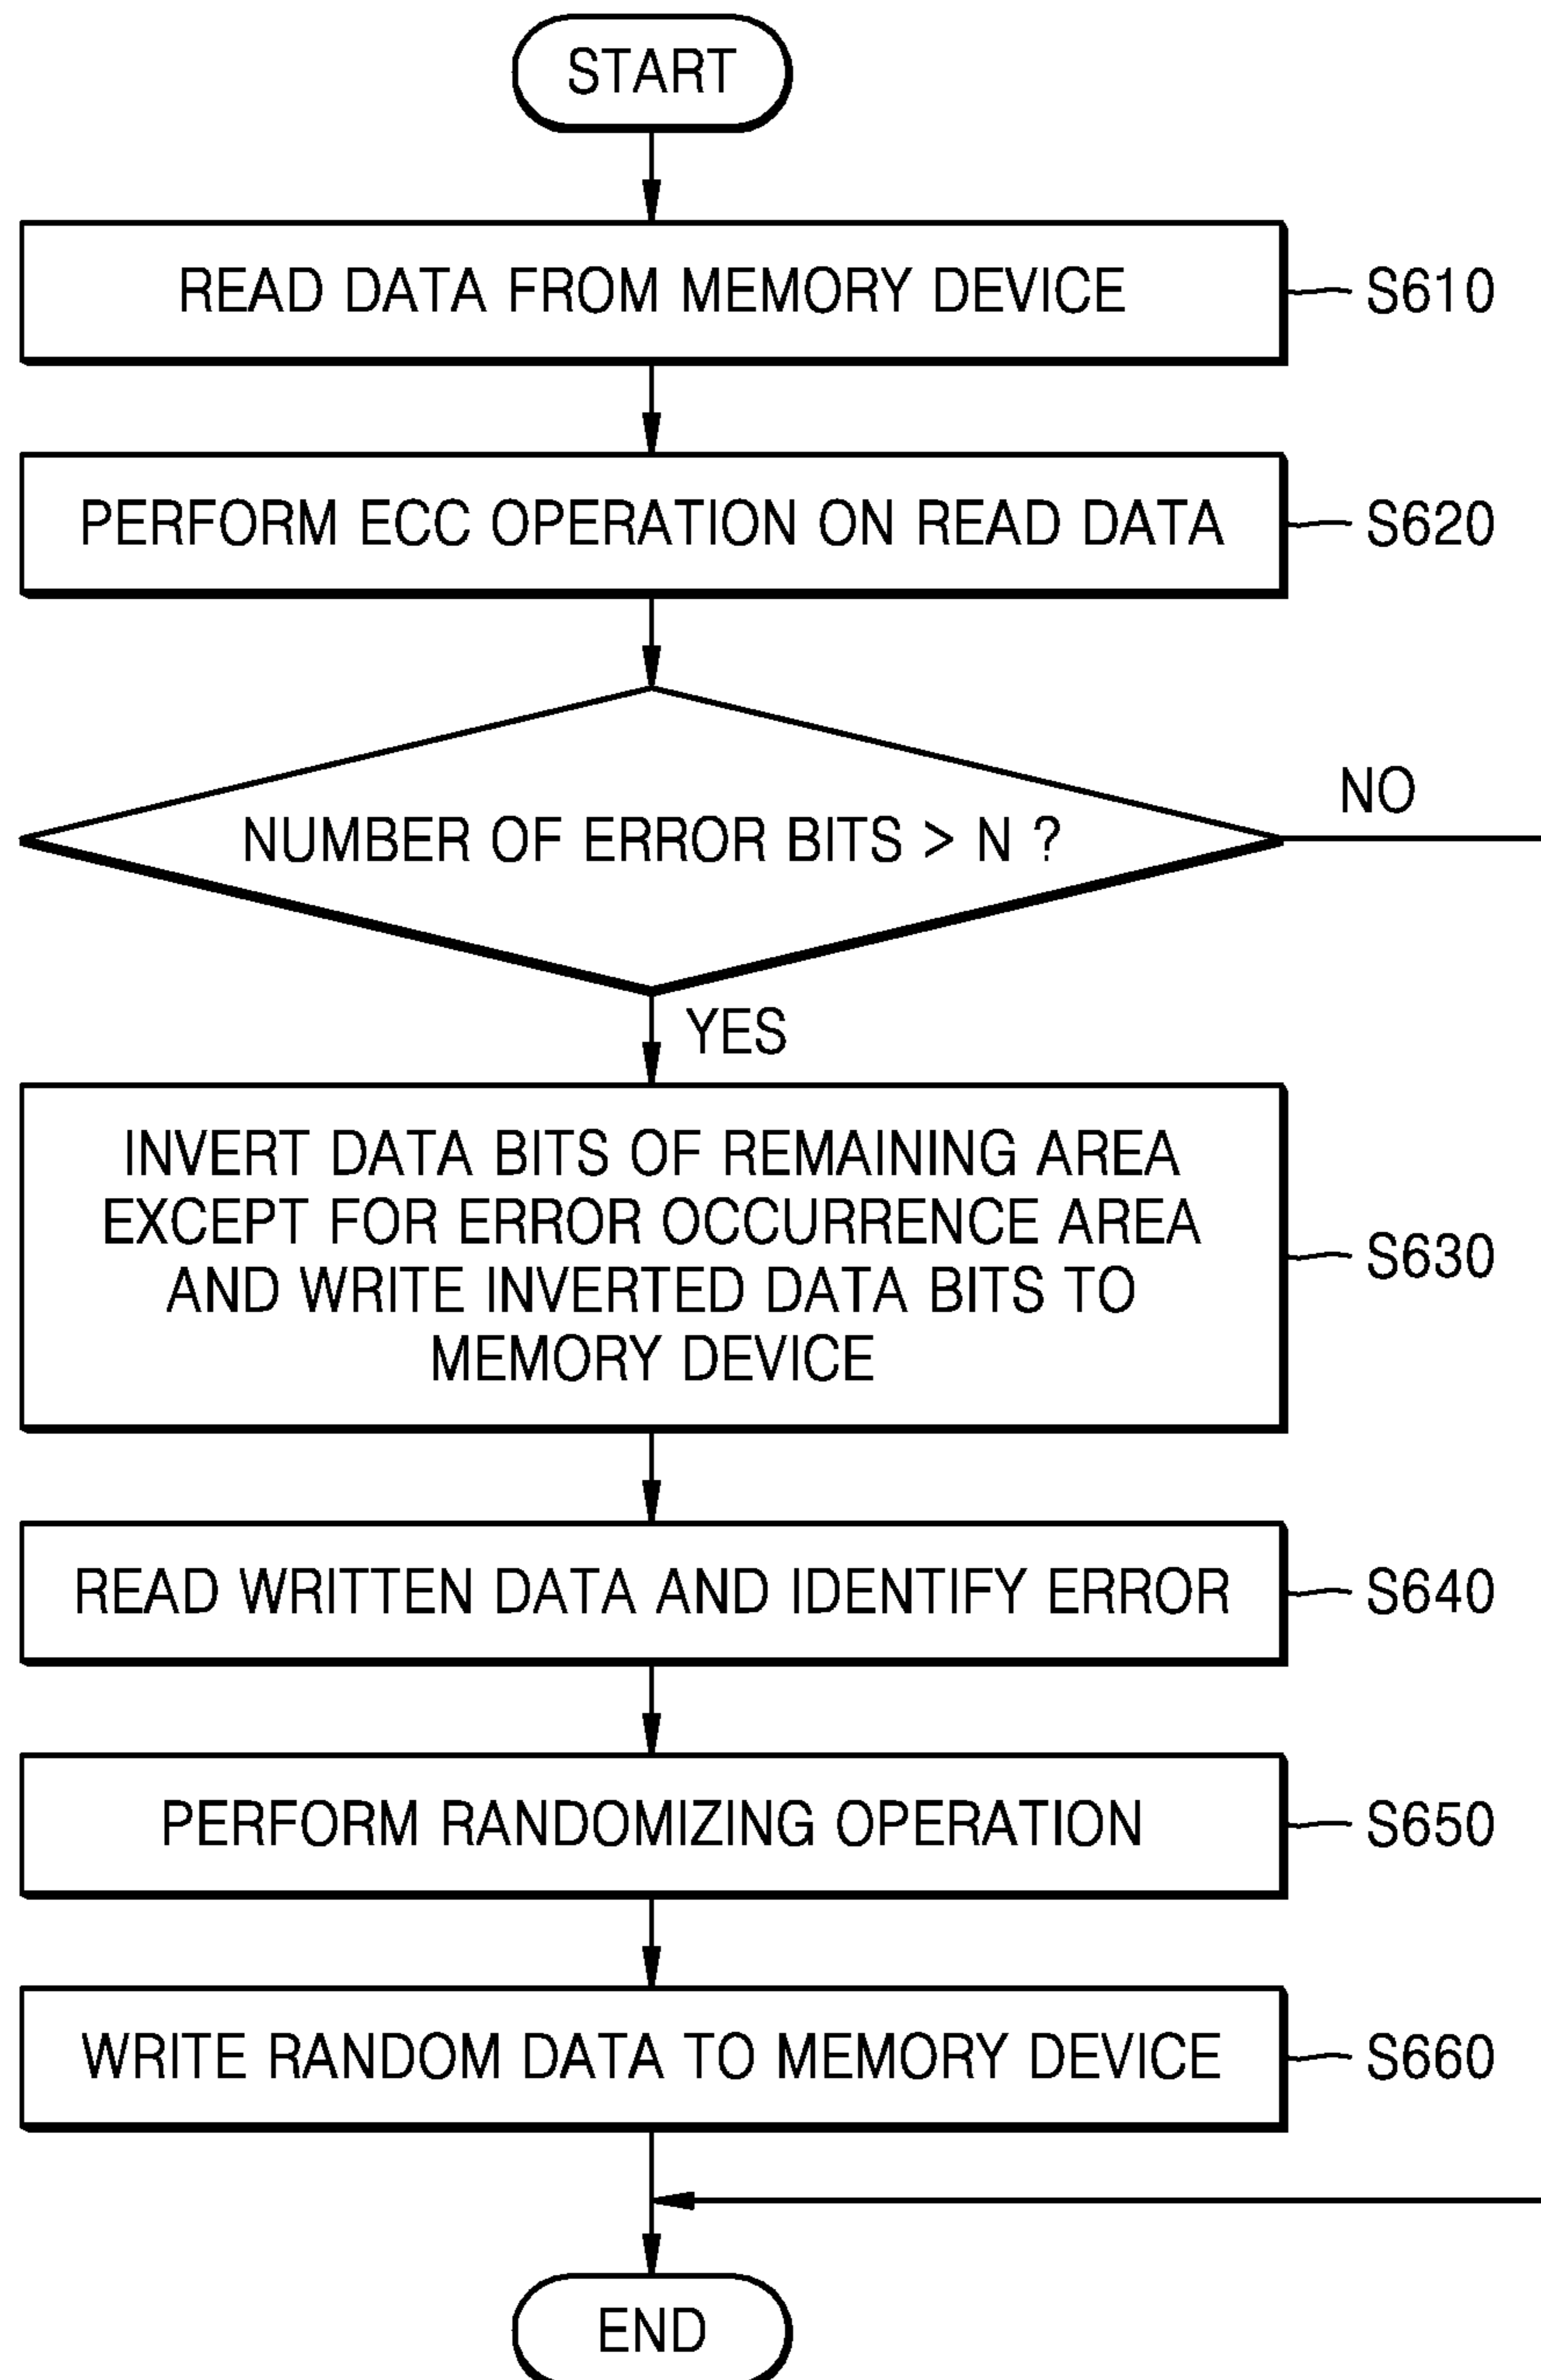 START
READ DATA FROM MEMORY DEVICE
S610
PERFORM ECC OPERATION ON READ DATA
S620
NUMBER OF ERROR BITS > N ?
NO
YES
INVERT DATA BITS OF REMAINING AREA
EXCEPT FOR ERROR OCCURRENCE AREA
AND WRITE INVERTED DATA BITS TO
MEMORY DEVICE
S630
READ WRITTEN DATA AND IDENTIFY ERROR
S640
PERFORM RANDOMIZING OPERATION
S650
WRITE RANDOM DATA TO MEMORY DEVICE
S660
END